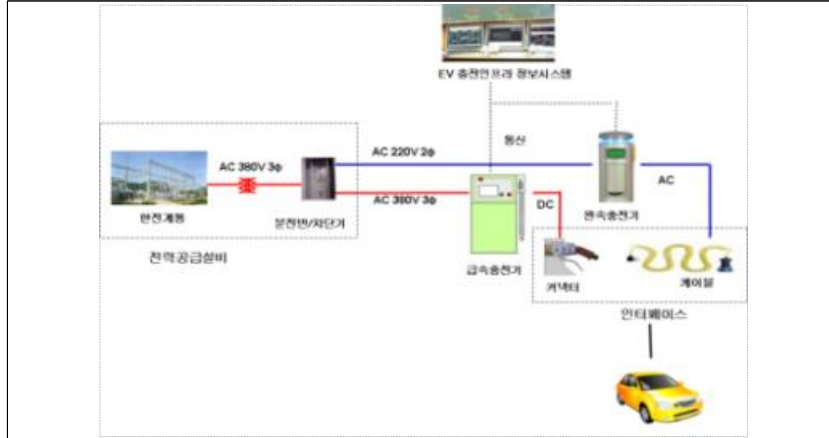 EV 충전인프라 정보시스템
통신
AC 220V 2φ
AC 380V 3φ
AC 380V 3φ
AC
DC
한전계통
분전반/차단기
완속충전기
전력공급설비
급속충전기
커넥터
케이블
인터페이스